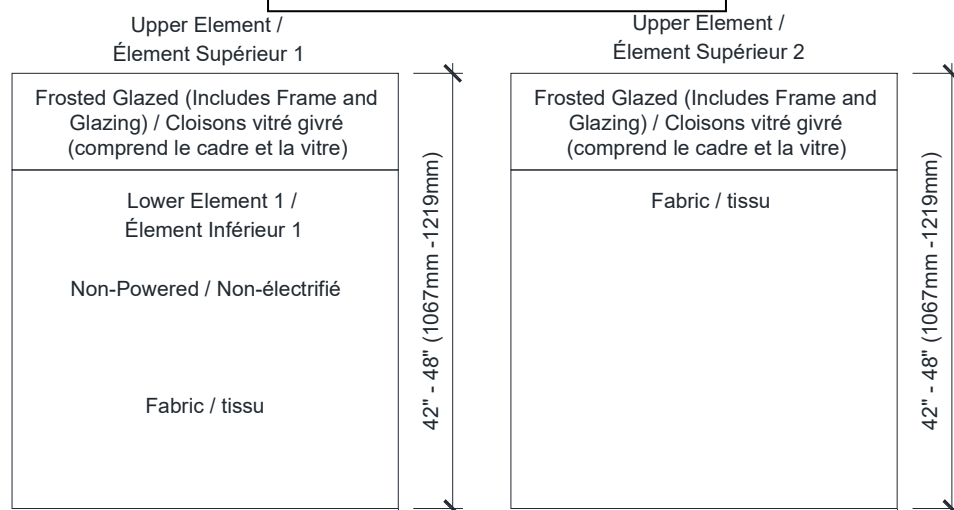 Upper Element /
Élement Supérieur 1
Frosted Glazed (Includes Frame and
Glazing) / Cloisons vitré givré
(comprend le cadre et la vitre)
Lower Element 1 /
Élement Inférieur 1
Non-Powered / Non-électrifié
Fabric / tissu
42" - 48" (1067mm -1219mm)
Upper Element /
Élement Supérieur 2
Frosted Glazed (Includes Frame and
Glazing) / Cloisons vitré givré
(comprend le cadre et la vitre)
Fabric / tissu
42" - 48" (1067mm -1219mm)